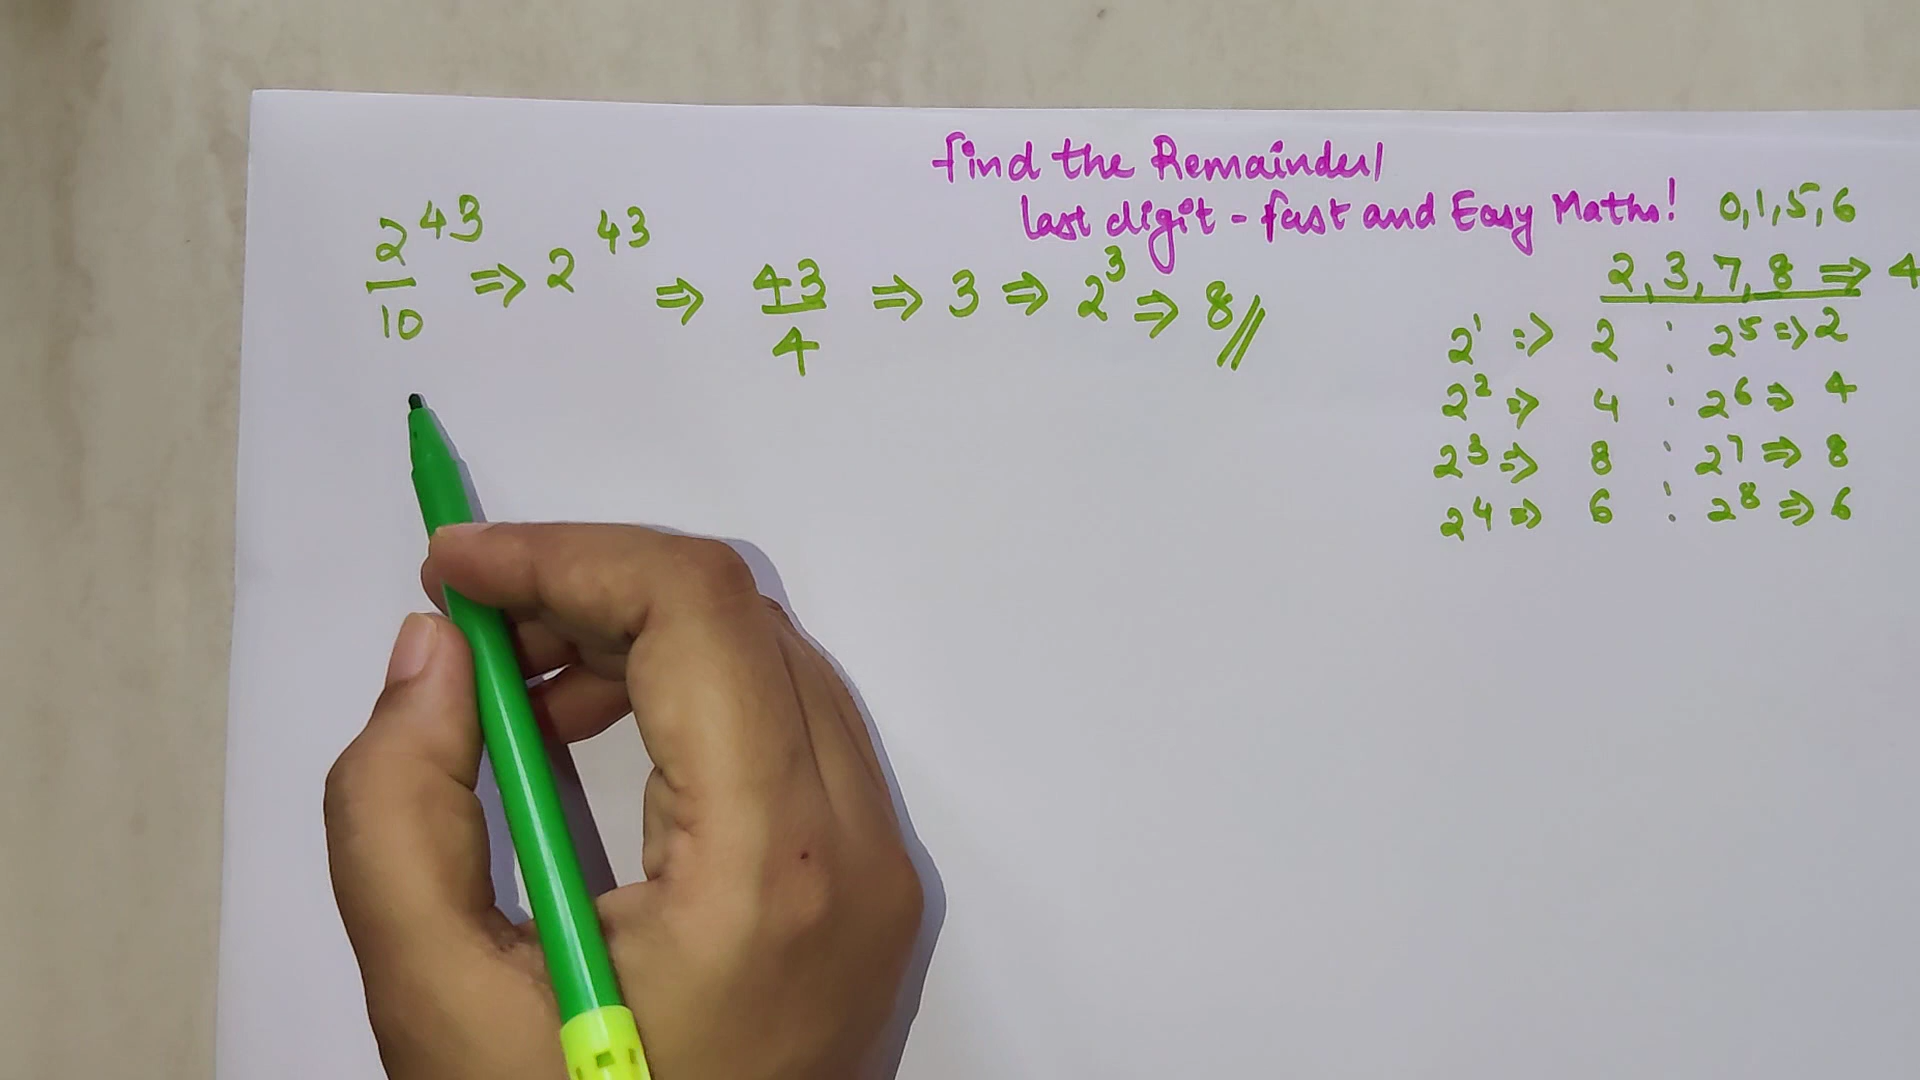 find the Remainder/
last digit - fast and Easy Maths!
0,1,5,6
2^43/10 ⇒ 2^43 ⇒ 43/4 ⇒ 3 ⇒ 2^3 ⇒ 8//
2, 3, 7, 8 ⇒ 4
2^1 ⇒ 2 : 2^5 ⇒ 2
2^2 ⇒ 4 : 2^6 ⇒ 4
2^3 ⇒ 8 : 2^7 ⇒ 8
2^4 ⇒ 6 : 2^8 ⇒ 6